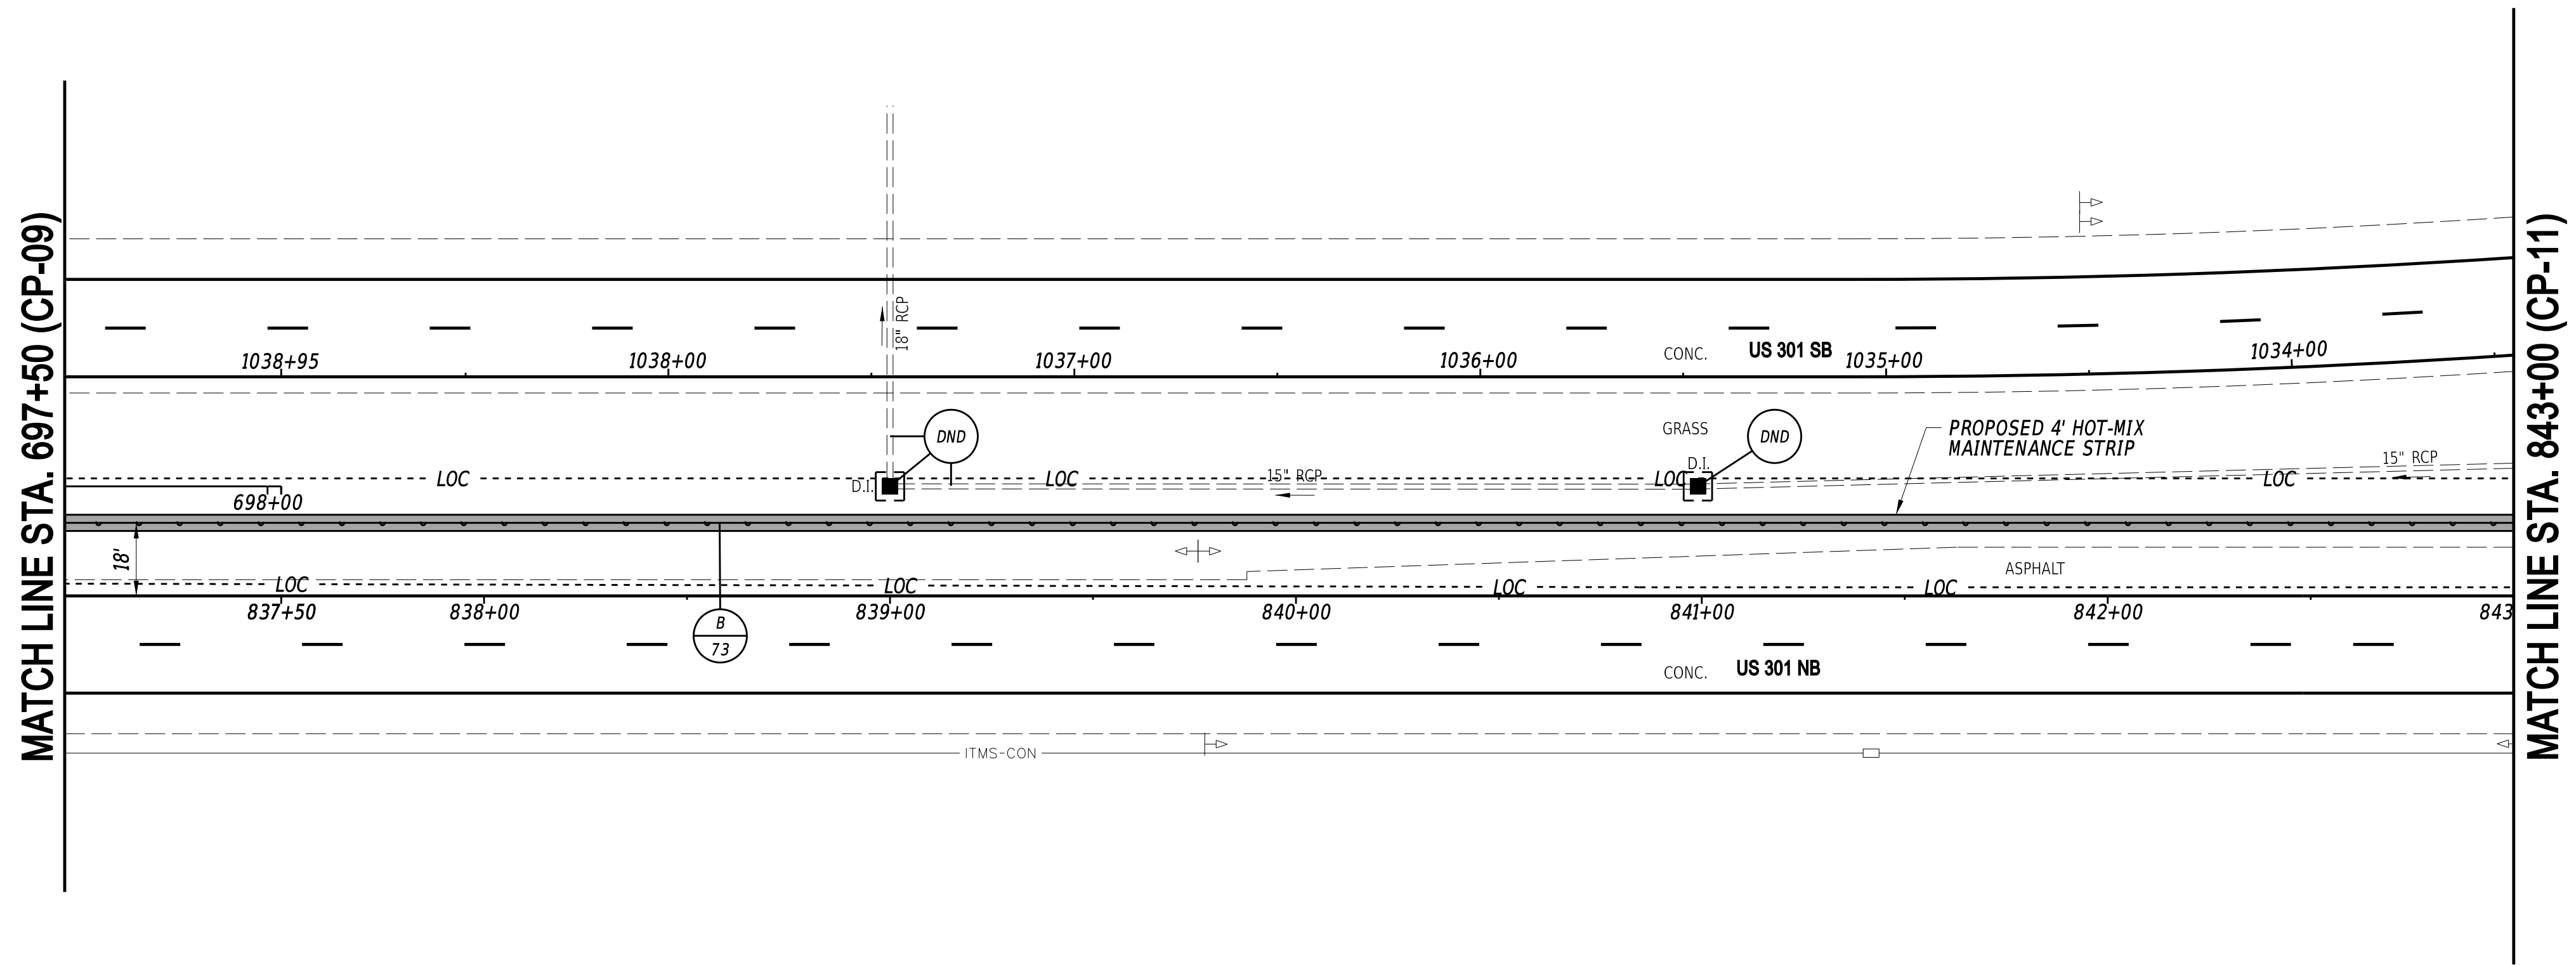 MATCH LINE STA. 697+50 (CP-09)
18" RCP
1038+95
1038+00
1037+00
1036+00
CONC.
US 301 SB
1035+00
1034+00
DND
GRASS
DND
PROPOSED 4' HOT-MIX
MAINTENANCE STRIP
D.I.
15" RCP
LOC
D.I.
LOC
15" RCP
LOC
LOC
698+00
18'
ASPHALT
LOC
LOC
LOC
LOC
837+50
838+00
839+00
840+00
841+00
842+00
843
B
73
CONC.
US 301 NB
ITMS-CON
MATCH LINE STA. 843+00 (CP-11)